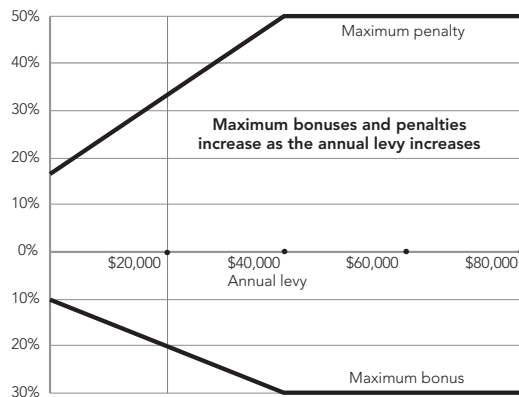 50%
Maximum penalty
40%
30%
Maximum bonuses and penalties
increase as the annual levy increases
20%
10%
0%
$20,000 $40,000 $60,000 $80,000
Annual levy
10%
20%
Maximum bonus
30%